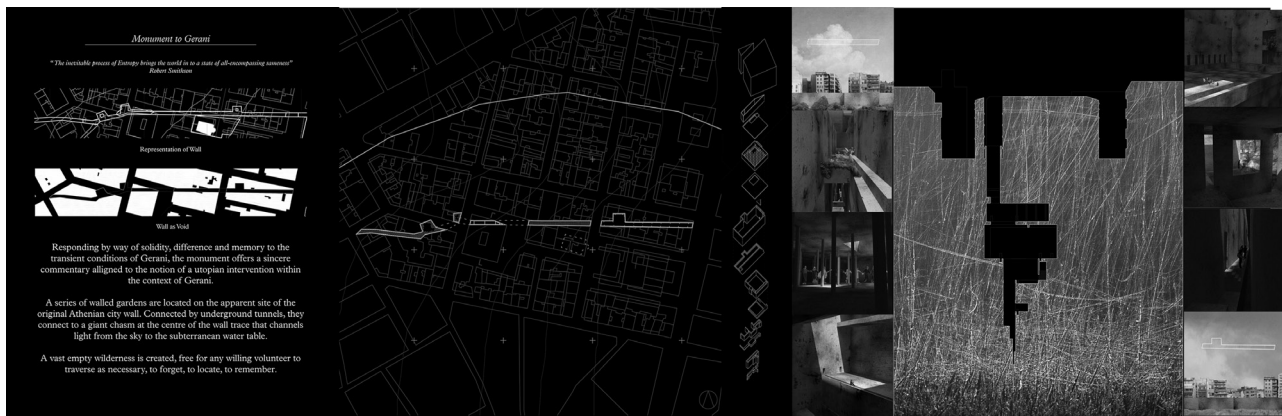 Monument to Gerani
" The inevitable process of Entropy brings the world in to a state of all-encompassing sameness"
Robert Smithson
Representation of Wall
Wall as Void
Responding by way of solidity, difference and memory to the
transient conditions of Gerani, the monument offers a sincere
commentary alligned to the notion of a utopian intervention within
the context of Gerani.
A series of walled gardens are located on the apparent site of the
original Athenian city wall. Connected by underground tunnels, they
connect to a giant chasm at the centre of the wall trace that channels
light from the sky to the subterranean water table.
A vast empty wilderness is created, free for any willing volunteer to
traverse as necessary, to forget, to locate, to remember.